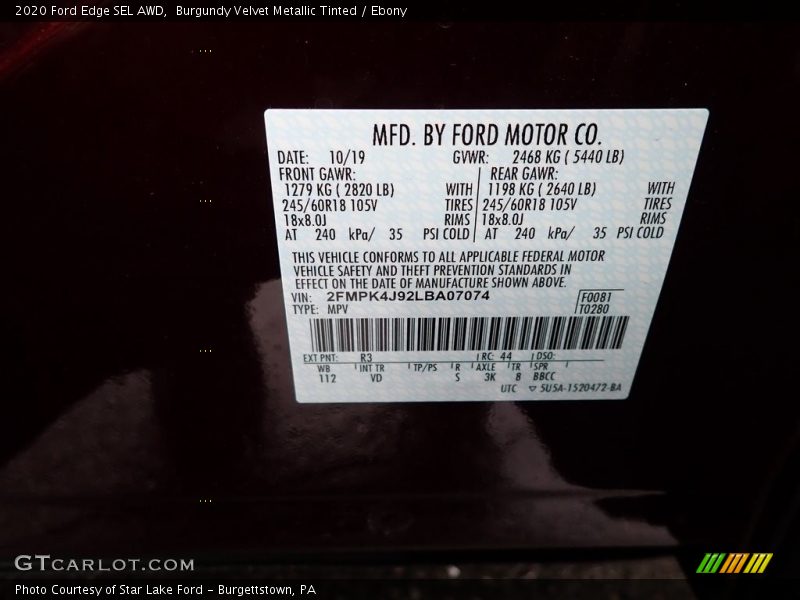 2020 Ford Edge SEL AWD, Burgundy Velvet Metallic Tinted / Ebony
MFD. BY FORD MOTOR CO.
DATE: 10/19 GVWR: 2468 KG ( 5440 LB)
FRONT GAWR: REAR GAWR:
1279 KG ( 2820 LB) WITH 1198 KG ( 2640 LB) WITH
245/60R18 105V TIRES 245/60R18 105V TIRES
18x8.0J RIMS 18x8.0J RIMS
AT 240 kPa/ 35 PSI COLD AT 240 kPa/ 35 PSI COLD
THIS VEHICLE CONFORMS TO ALL APPLICABLE FEDERAL MOTOR
VEHICLE SAFETY AND THEFT PREVENTION STANDARDS IN
EFFECT ON THE DATE OF MANUFACTURE SHOWN ABOVE.
VIN: 2FMPK4J92LBA07074 F0081
TYPE: MPV T0280
EXT PNT: R3 RC: 44 DSO:
WB INT TR TP/PS R AXLE TR SPR
112 VD S 3K 8 BBCC
UTC ▽ 5U5A-1520472-BA
GTCARLOT.COM
Photo Courtesy of Star Lake Ford - Burgettstown, PA